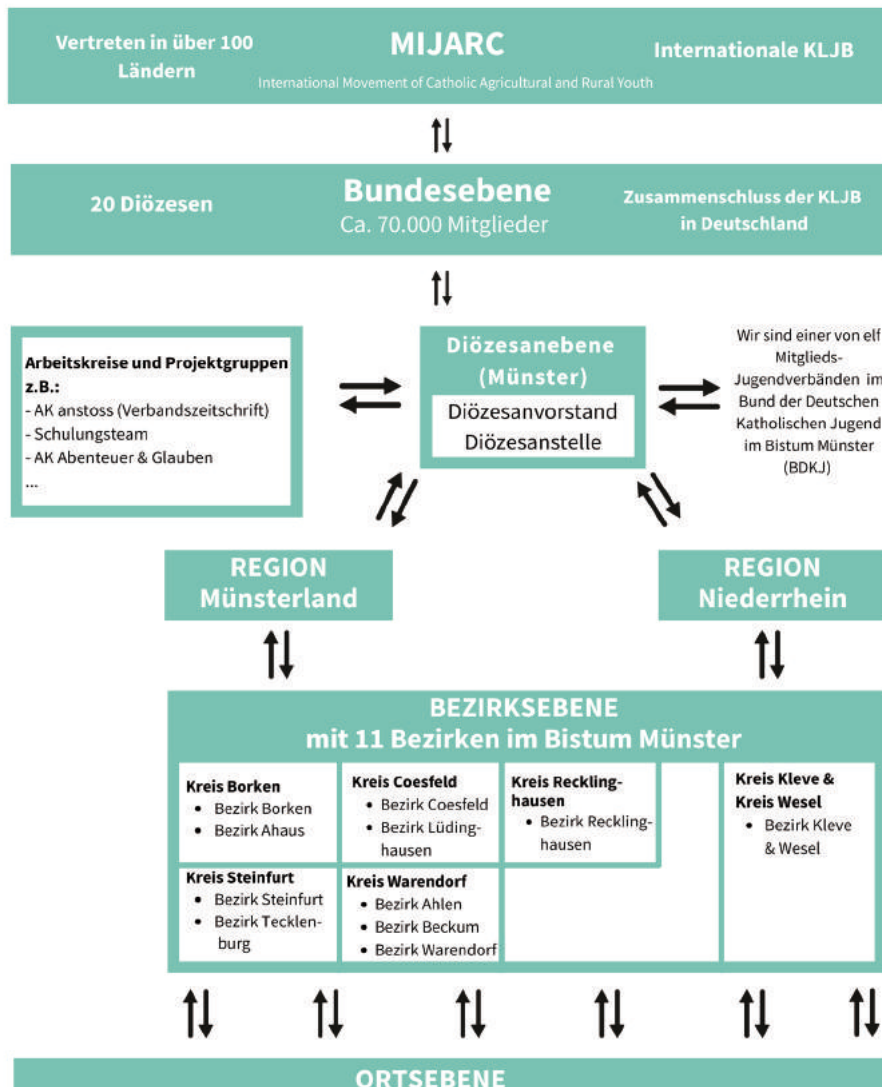 Vertreten in über 100
Ländern
MIJARC
International Movement of Catholic Agricultural and Rural Youth
Internationale KLJB
20 Diözesen
Bundesebene
Ca. 70.000 Mitglieder
Zusammenschluss der KLJB
in Deutschland
Arbeitskreise und Projektgruppen
z.B.:
- AK anstoss (Verbandszeitschrift)
- Schulungsteam
- AK Abenteuer & Glauben
...
Diözesanebene
(Münster)
Diözesanvorstand
Diözesanstelle
Wir sind einer von elf
Mitglieds-
Jugendverbänden im
Bund der Deutschen
Katholischen Jugend
im Bistum Münster
(BDKJ)
REGION
Münsterland
REGION
Niederrhein
BEZIRKSEBENE
mit 11 Bezirken im Bistum Münster
Kreis Borken
• Bezirk Borken
• Bezirk Ahaus
Kreis Coesfeld
• Bezirk Coesfeld
• Bezirk Lüding-
hausen
Kreis Reckling-
hausen
• Bezirk Reckling-
hausen
Kreis Kleve &
Kreis Wesel
• Bezirk Kleve
& Wesel
Kreis Steinfurt
• Bezirk Steinfurt
• Bezirk Tecklen-
burg
Kreis Warendorf
• Bezirk Ahlen
• Bezirk Beckum
• Bezirk Warendorf
ORTSEBENE